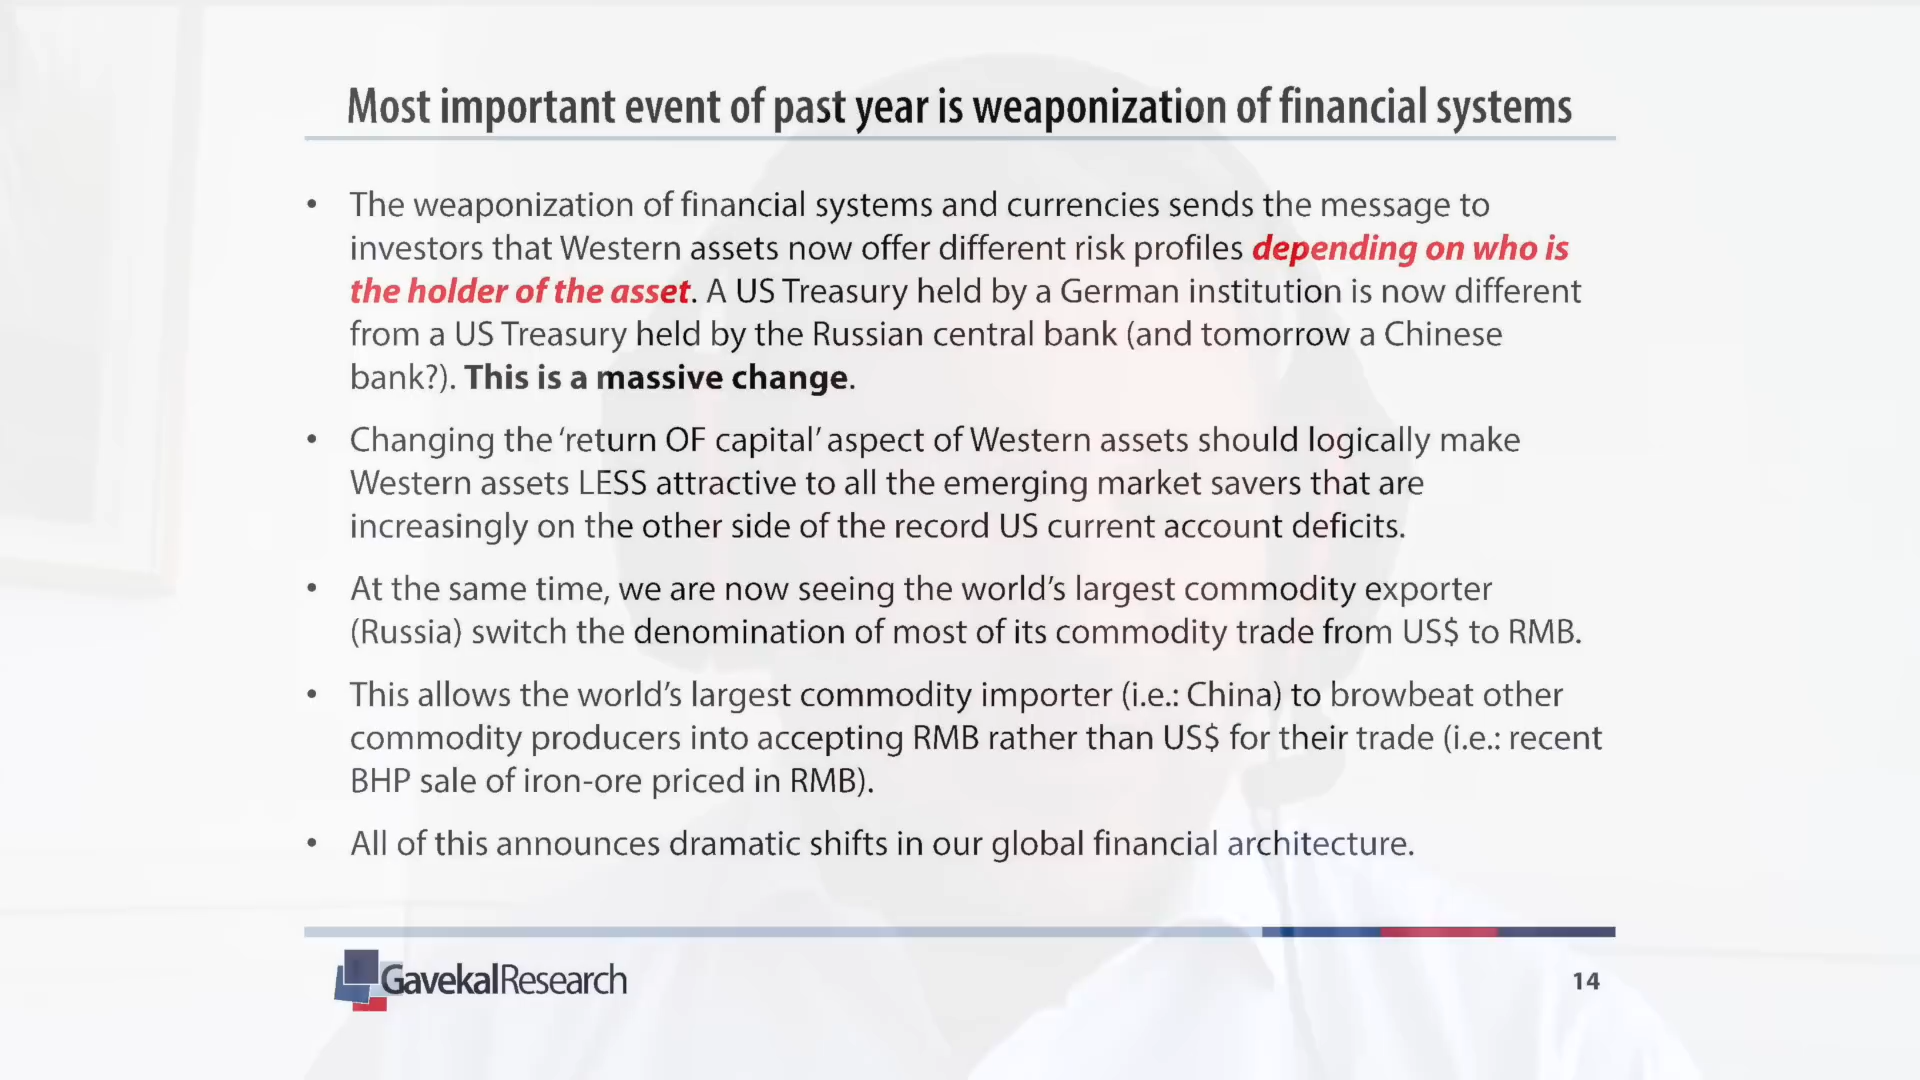 Most important event of past year is weaponization of financial systems
• The weaponization of financial systems and currencies sends the message to
investors that Western assets now offer different risk profiles depending on who is
the holder of the asset. A US Treasury held by a German institution is now different
from a US Treasury held by the Russian central bank (and tomorrow a Chinese
bank?). This is a massive change.
• Changing the ‘return OF capital’ aspect of Western assets should logically make
Western assets LESS attractive to all the emerging market savers that are
increasingly on the other side of the record US current account deficits.
• At the same time, we are now seeing the world’s largest commodity exporter
(Russia) switch the denomination of most of its commodity trade from US$ to RMB.
• This allows the world’s largest commodity importer (i.e.: China) to browbeat other
commodity producers into accepting RMB rather than US$ for their trade (i.e.: recent
BHP sale of iron-ore priced in RMB).
• All of this announces dramatic shifts in our global financial architecture.
GavekalResearch
14